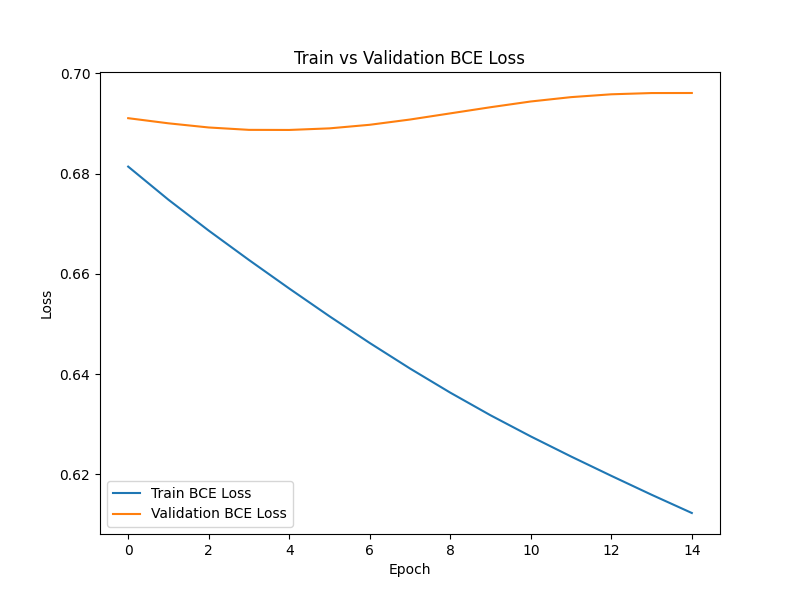 Train vs Validation BCE Loss
0.70
0.68
0.66
0.64
0.62
Loss
Train BCE Loss
Validation BCE Loss
0 2 4 6 8 10 12 14
Epoch